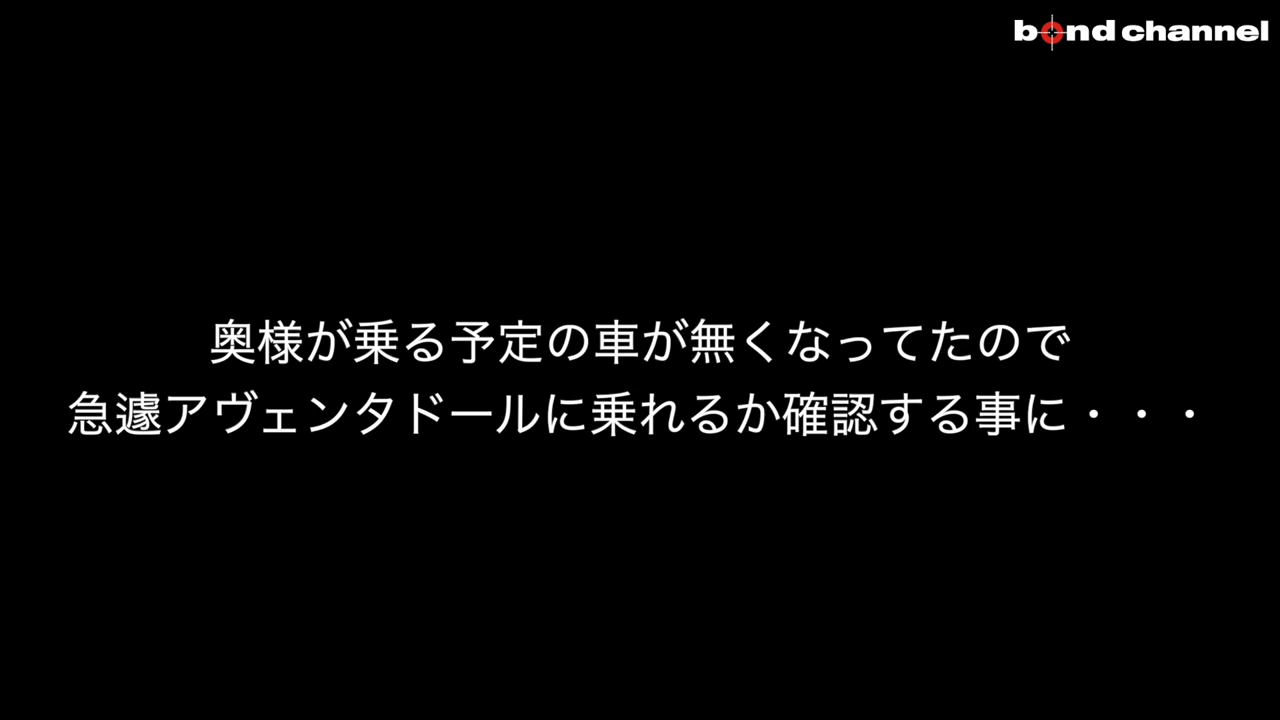 bond channel
奥様が乗る予定の車が無くなってたので
急遽アヴェンタドールに乗れるか確認する事に・・・